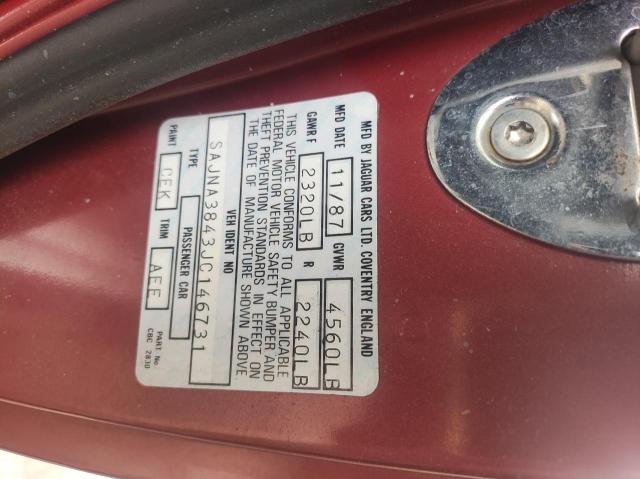 MFD BY JAGUAR CARS LTD. COVENTRY ENGLAND
MFD DATE 11/87 GVWR 4560LB
GAWR F 2320LB R 2240LB
THIS VEHICLE CONFORMS TO ALL APPLICABLE
FEDERAL MOTOR VEHICLE SAFETY BUMPER AND
THEFT PREVENTION STANDARDS IN EFFECT ON
THE DATE OF MANUFACTURE SHOWN ABOVE
VEH IDENT NO
SAJNA3843JC146731
TYPE PASSENGER CAR
PAINT CEK TRIM AEE PART No.
CBC 2830